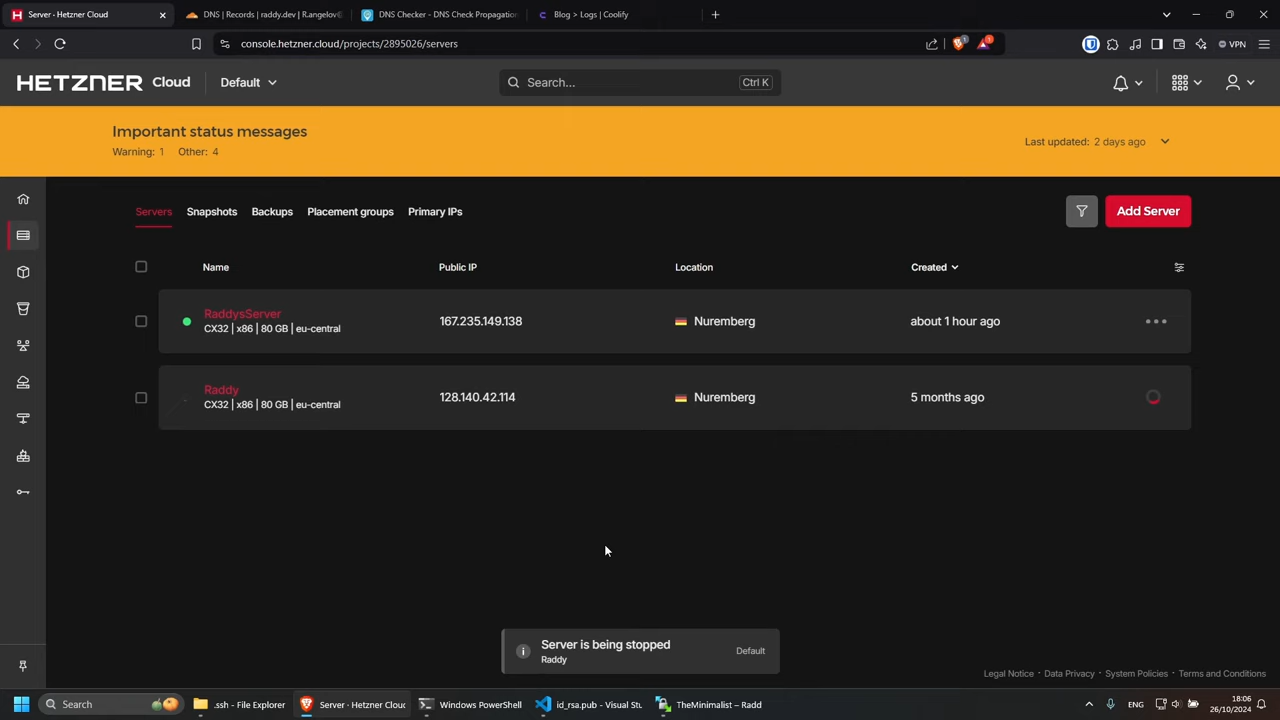 Server · Hetzner Cloud
DNS | Records | raddy.dev | R.angelov@
DNS Checker - DNS Check Propagation
Blog > Logs | Coolify
console.hetzner.cloud/projects/2895026/servers
1
1
VPN
HETZNER Cloud
Default
Search...
Ctrl K
Important status messages
Warning: 1 Other: 4
Last updated: 2 days ago
Servers
Snapshots
Backups
Placement groups
Primary IPs
Add Server
Name
Public IP
Location
Created
RaddysServer
CX32 | x86 | 80 GB | eu-central
167.235.149.138
Nuremberg
about 1 hour ago
Raddy
CX32 | x86 | 80 GB | eu-central
128.140.42.114
Nuremberg
5 months ago
Server is being stopped
Raddy
Default
Legal Notice · Data Privacy · System Policies · Terms and Conditions
Search
.ssh - File Explorer
Server · Hetzner Cloud
Windows PowerShell
id_rsa.pub - Visual Stu
TheMinimalist – Radd
ENG
18:06
26/10/2024